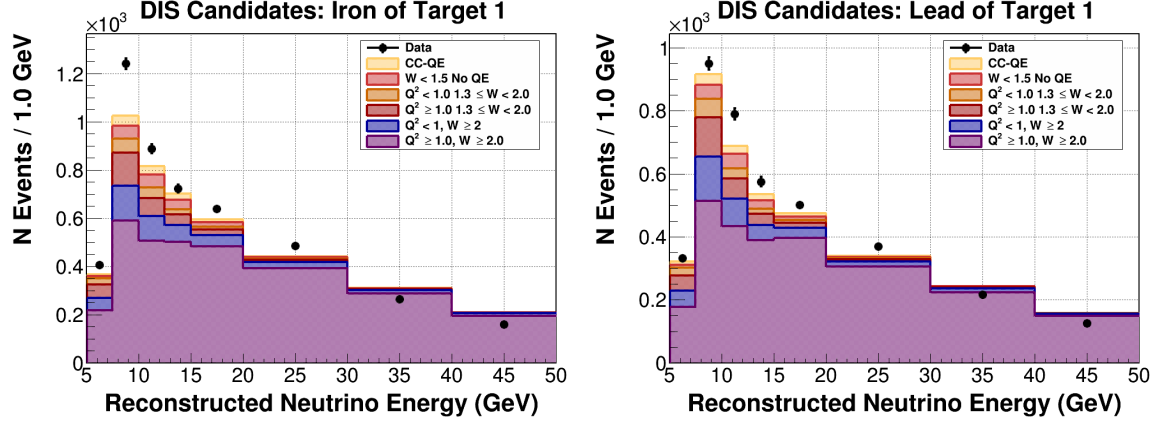 DIS Candidates: Iron of Target 1
×10³
N Events / 1.0 GeV
1.2
1
0.8
0.6
0.4
0.2
0
5 10 15 20 25 30 35 40 45 50
Reconstructed Neutrino Energy (GeV)
Data
CC-QE
W < 1.5 No QE
Q² < 1.0 1.3 ≤ W < 2.0
Q² ≥ 1.0 1.3 ≤ W < 2.0
Q² < 1, W ≥ 2
Q² ≥ 1.0, W ≥ 2.0
DIS Candidates: Lead of Target 1
×10³
N Events / 1.0 GeV
1
0.8
0.6
0.4
0.2
0
5 10 15 20 25 30 35 40 45 50
Reconstructed Neutrino Energy (GeV)
Data
CC-QE
W < 1.5 No QE
Q² < 1.0 1.3 ≤ W < 2.0
Q² ≥ 1.0 1.3 ≤ W < 2.0
Q² < 1, W ≥ 2
Q² ≥ 1.0, W ≥ 2.0